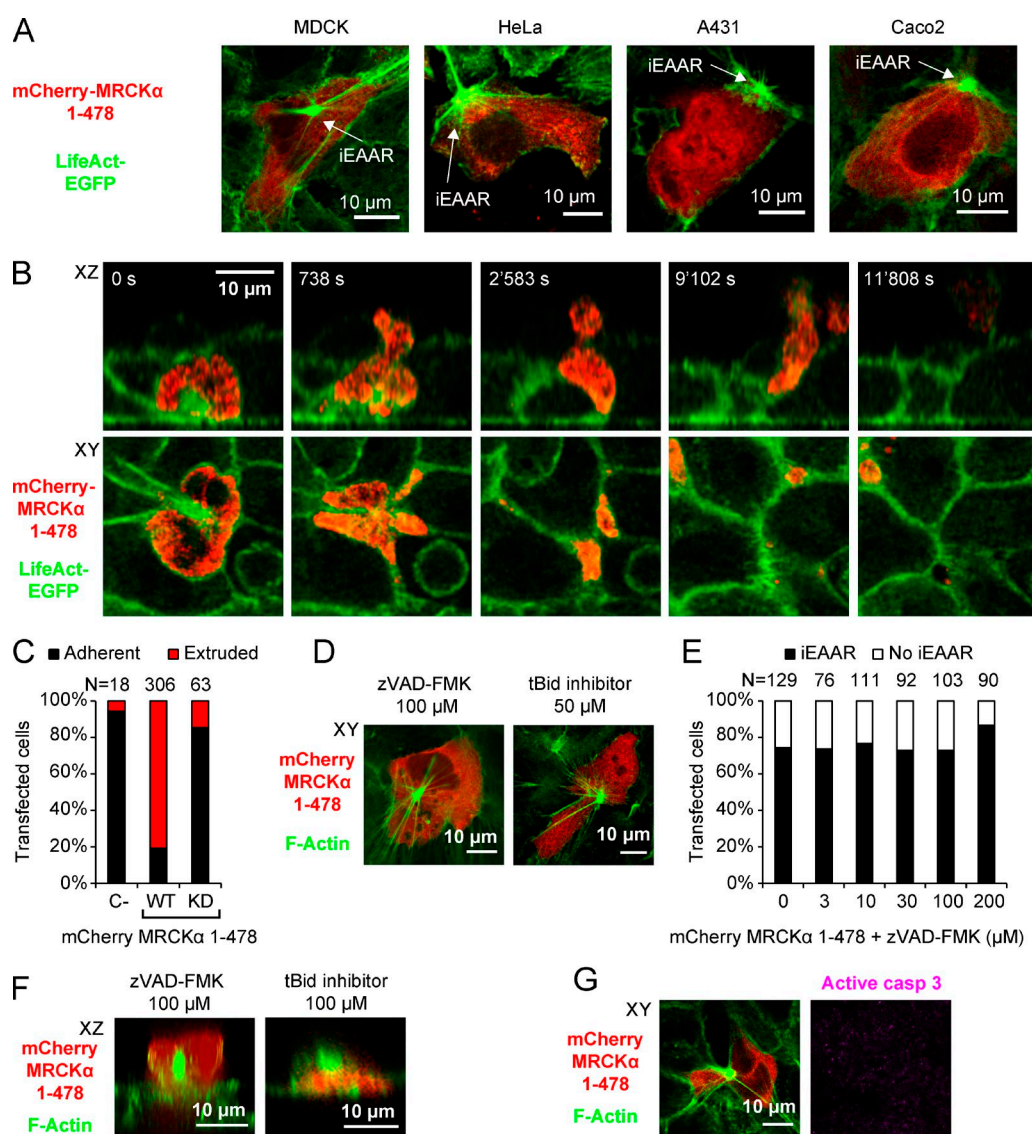 A
MDCK
HeLa
A431
Caco2
mCherry-MRCKα
1-478
LifeAct-
EGFP
iEAAR
10 µm
iEAAR
10 µm
iEAAR
10 µm
iEAAR
10 µm
B
XZ
0 s
10 µm
738 s
2'583 s
9'102 s
11'808 s
XY
mCherry-
MRCKα
1-478
LifeAct-
EGFP
C
Adherent
Extruded
N=18 306 63
Transfected cells
100%
80%
60%
40%
20%
0%
C- WT KD
mCherry MRCKα 1-478
D
zVAD-FMK
100 µM
tBid inhibitor
50 µM
XY
mCherry
MRCKα
1-478
F-Actin
10 µm
10 µm
E
iEAAR
No iEAAR
N=129 76 111 92 103 90
Transfected cells
100%
80%
60%
40%
20%
0%
0 3 10 30 100 200
mCherry MRCKα 1-478 + zVAD-FMK (µM)
F
zVAD-FMK
100 µM
tBid inhibitor
100 µM
XZ
mCherry
MRCKα
1-478
F-Actin
10 µm
10 µm
G
Active casp 3
XY
mCherry
MRCKα
1-478
F-Actin
10 µm